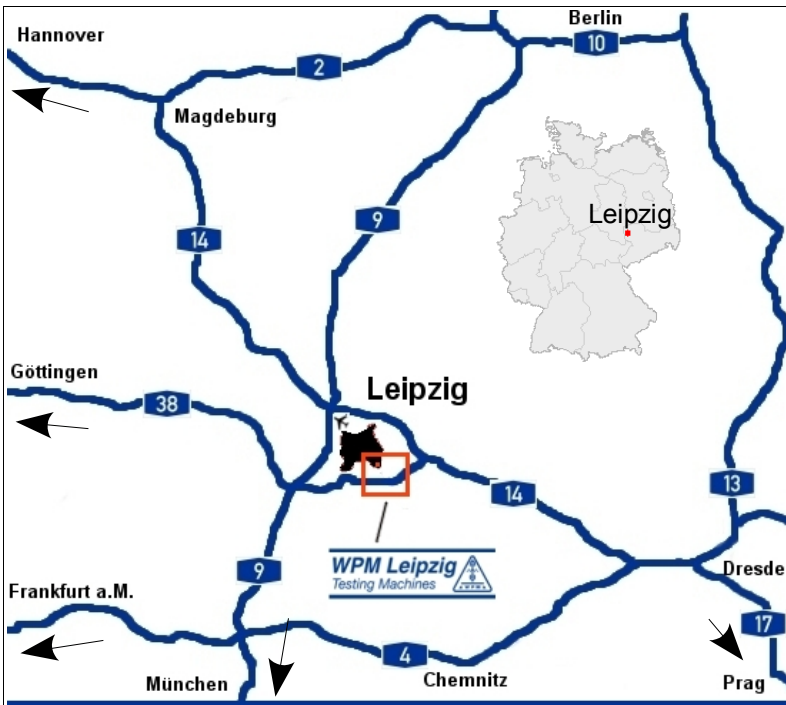 Berlin
Hannover
10
2
Magdeburg
9
Leipzig
14
Göttingen
Leipzig
38
13
14
WPM Leipzig
Testing Machines
9
Dresde
Frankfurt a.M.
17
4
Chemnitz
München
Prag